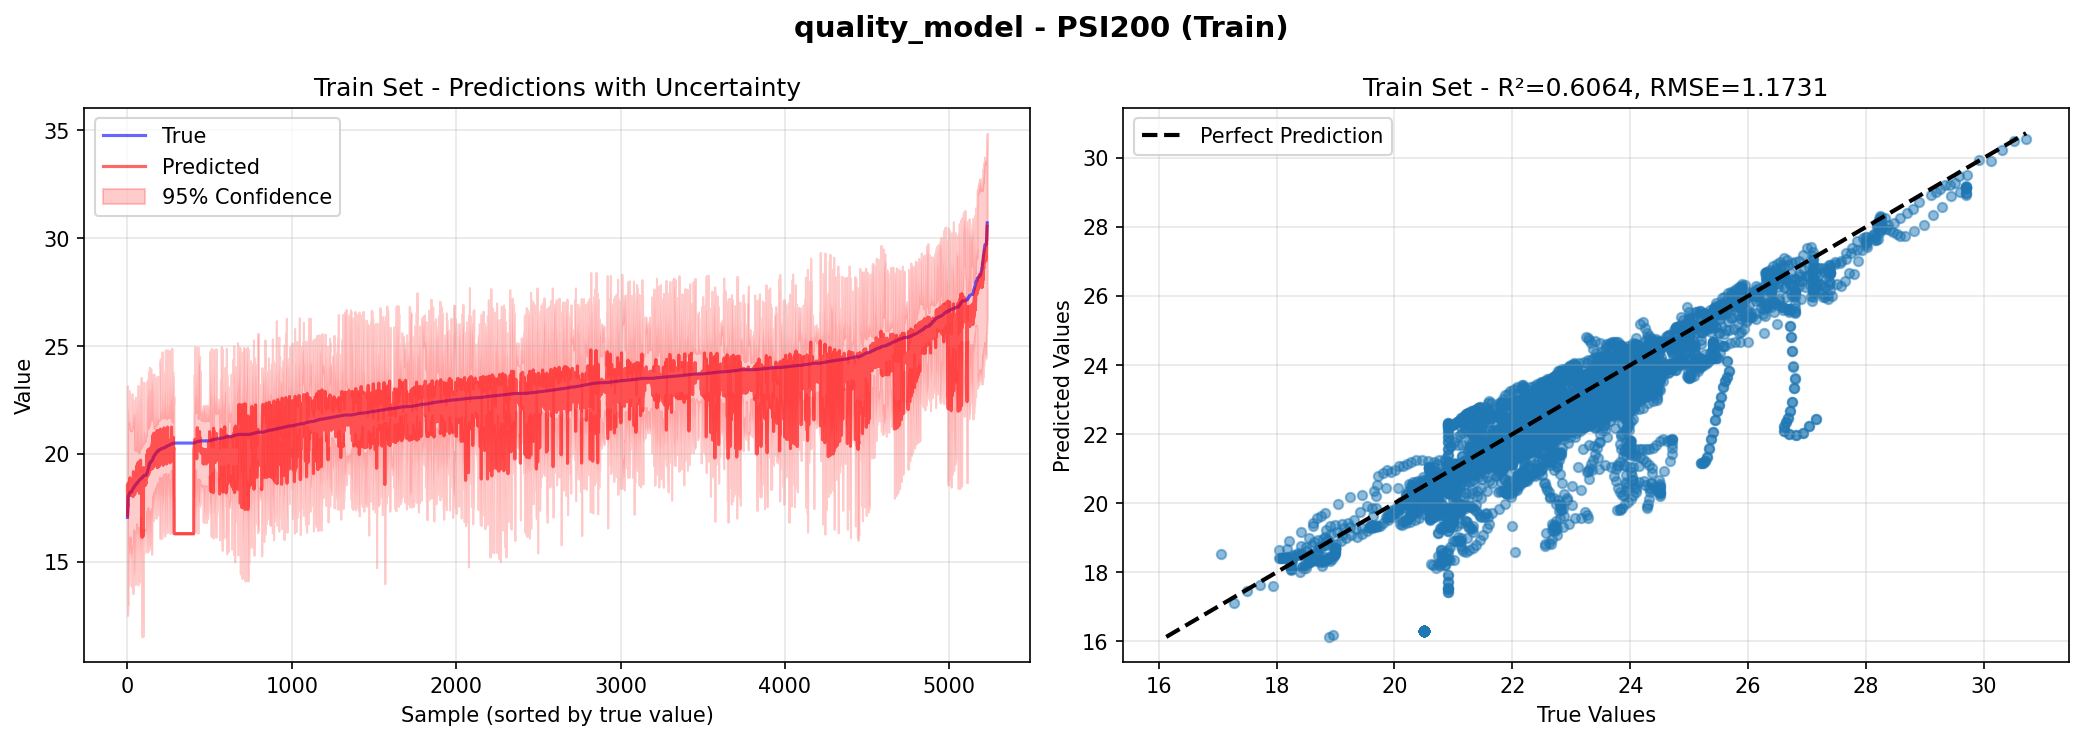 quality_model - PSI200 (Train)
Train Set - Predictions with Uncertainty
True
Predicted
95% Confidence
Value
35
30
25
20
15
0 1000 2000 3000 4000 5000
Sample (sorted by true value)
Train Set - R²=0.6064, RMSE=1.1731
Perfect Prediction
Predicted Values
30
28
26
24
22
20
18
16
16 18 20 22 24 26 28 30
True Values